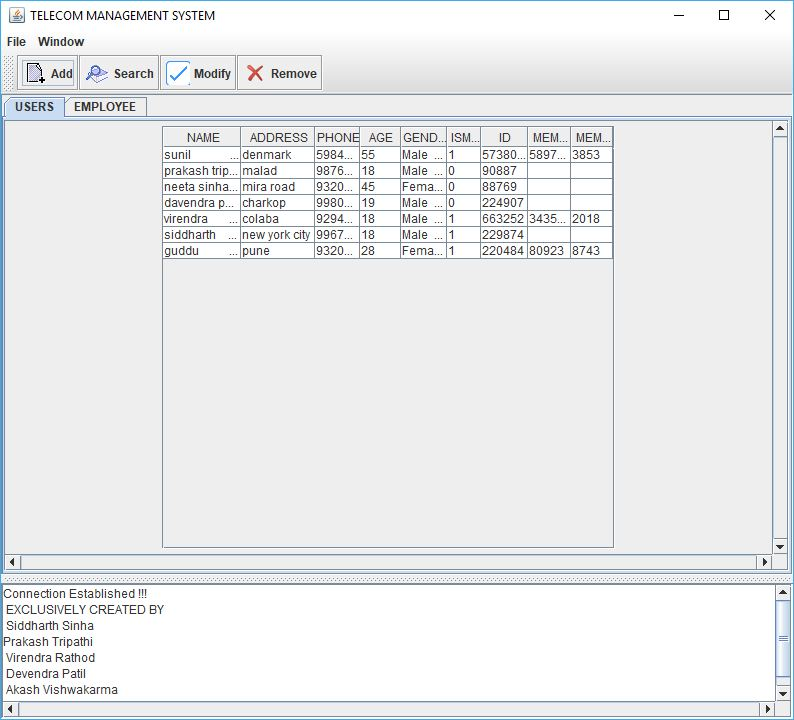 TELECOM MANAGEMENT SYSTEM
File Window
Add Search Modify Remove
USERS EMPLOYEE
NAME ADDRESS PHONE AGE GEND... ISM... ID MEM... MEM...
sunil ... denmark 5984... 55 Male ... 1 57380... 5897... 3853
prakash trip... malad 9876... 18 Male ... 0 90887
neeta sinha... mira road 9320... 45 Fema... 0 88769
davendra p... charkop 9980... 19 Male ... 0 224907
virendra ... colaba 9294... 18 Male ... 1 663252 3435... 2018
siddharth ... new york city 9967... 18 Male ... 1 229874
guddu ... pune 9320... 28 Fema... 1 220484 80923 8743
Connection Established !!!
EXCLUSIVELY CREATED BY
Siddharth Sinha
Prakash Tripathi
Virendra Rathod
Devendra Patil
Akash Vishwakarma